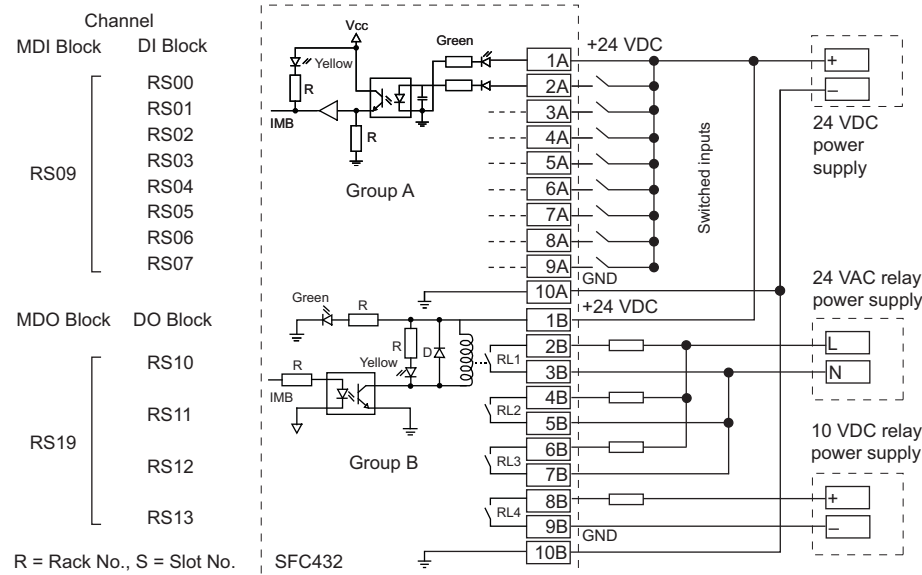 Channel
MDI Block DI Block
RS00
RS01
RS02
RS03
RS09
RS04
RS05
RS06
RS07
MDO Block DO Block
RS10
RS11
RS19
RS12
RS13
R = Rack No., S = Slot No.
Vcc
Yellow
Green
R
IMB
R
Group A
1A
2A
3A
4A
5A
6A
7A
8A
9A
10A
+24 VDC
GND
Switched inputs
Green
R
R
D
Yellow
R
IMB
Group B
RL1
RL2
RL3
RL4
SFC432
1B
2B
3B
4B
5B
6B
7B
8B
9B
10B
+24 VDC
GND
+
–
24 VDC
power
supply
24 VAC relay
power supply
L
N
10 VDC relay
power supply
+
–